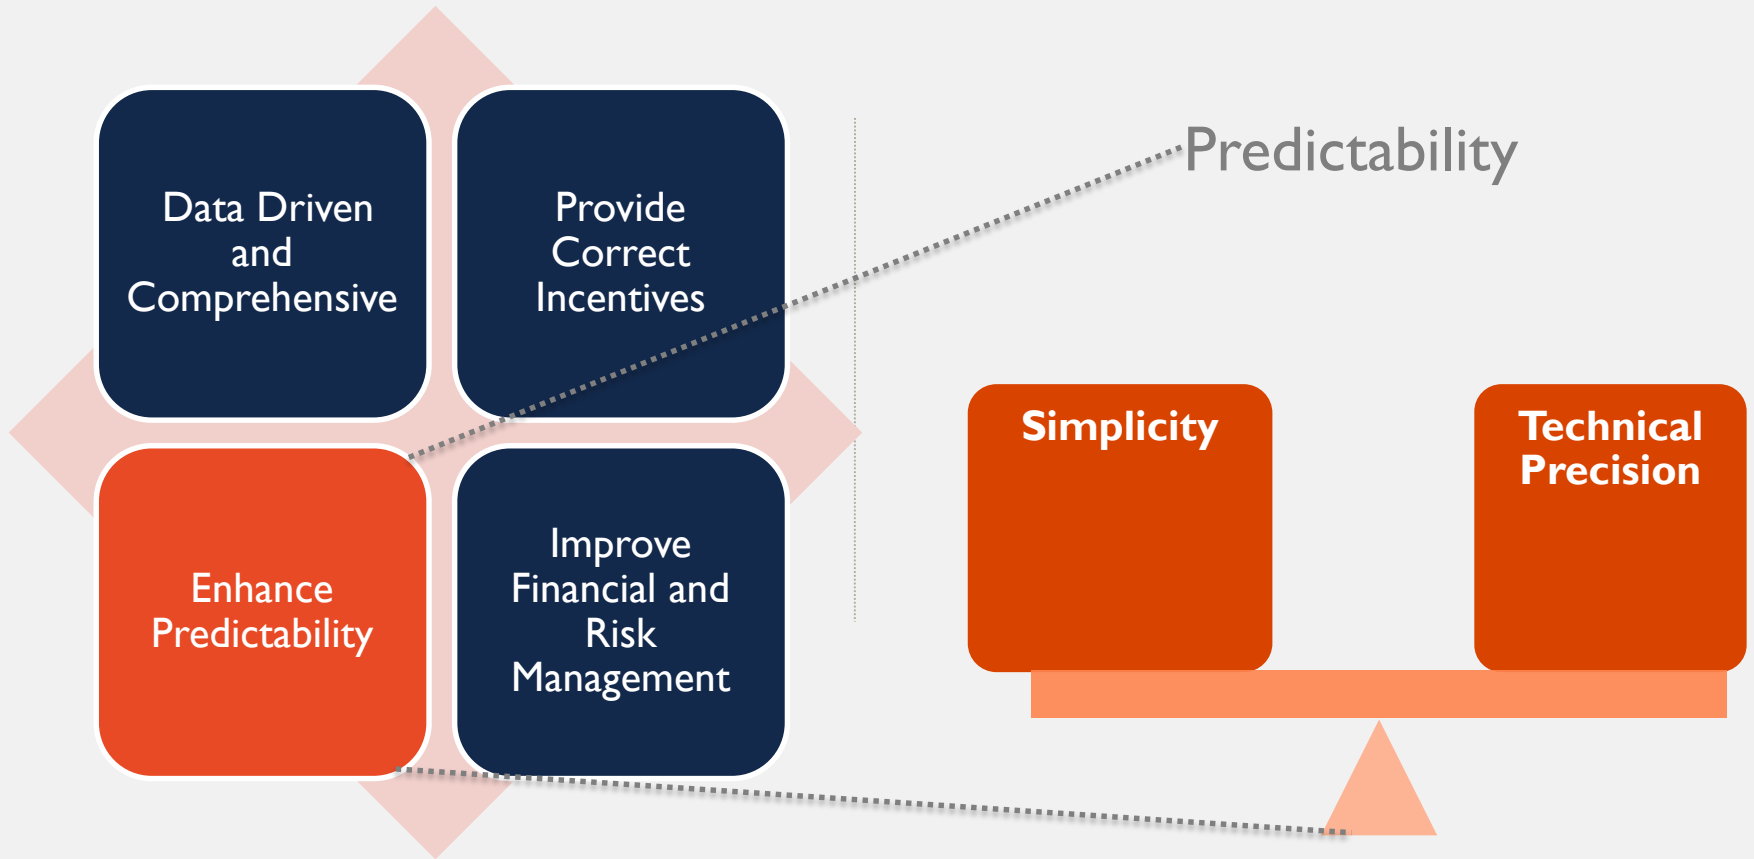 Data Driven
and
Comprehensive
Provide
Correct
Incentives
Enhance
Predictability
Improve
Financial and
Risk
Management
Predictability
Simplicity
Technical
Precision